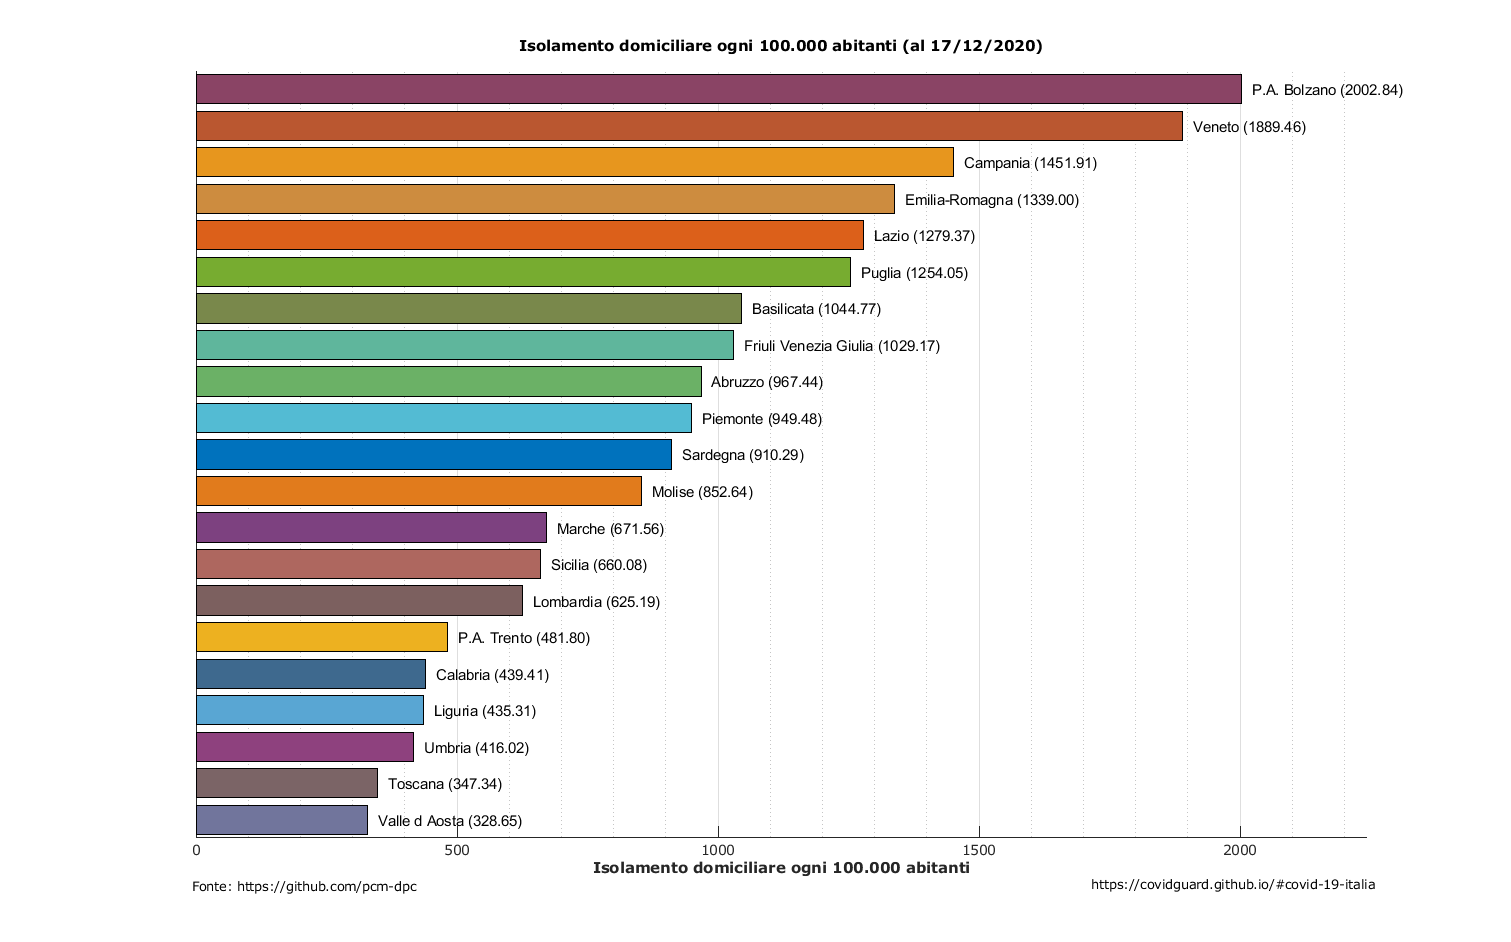 Isolamento domiciliare ogni 100.000 abitanti (al 17/12/2020)
P.A. Bolzano (2002.84)
Veneto (1889.46)
Campania (1451.91)
Emilia-Romagna (1339.00)
Lazio (1279.37)
Puglia (1254.05)
Basilicata (1044.77)
Friuli Venezia Giulia (1029.17)
Abruzzo (967.44)
Piemonte (949.48)
Sardegna (910.29)
Molise (852.64)
Marche (671.56)
Sicilia (660.08)
Lombardia (625.19)
P.A. Trento (481.80)
Calabria (439.41)
Liguria (435.31)
Umbria (416.02)
Toscana (347.34)
Valle d Aosta (328.65)
0 500 1000 1500 2000
Isolamento domiciliare ogni 100.000 abitanti
Fonte: https://github.com/pcm-dpc
https://covidguard.github.io/#covid-19-italia